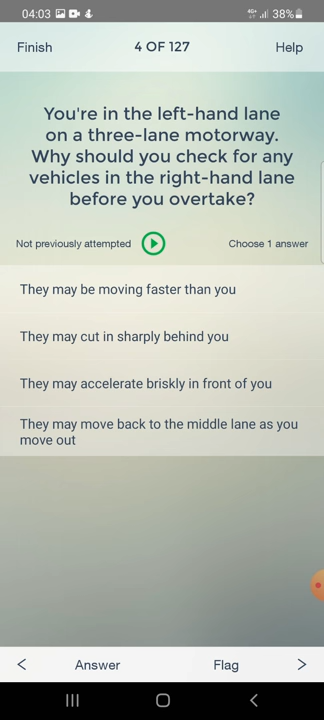 04:03 4G+ 38%
Finish 4 OF 127 Help
You're in the left-hand lane
on a three-lane motorway.
Why should you check for any
vehicles in the right-hand lane
before you overtake?
Not previously attempted Choose 1 answer
They may be moving faster than you
They may cut in sharply behind you
They may accelerate briskly in front of you
They may move back to the middle lane as you
move out
< Answer Flag >